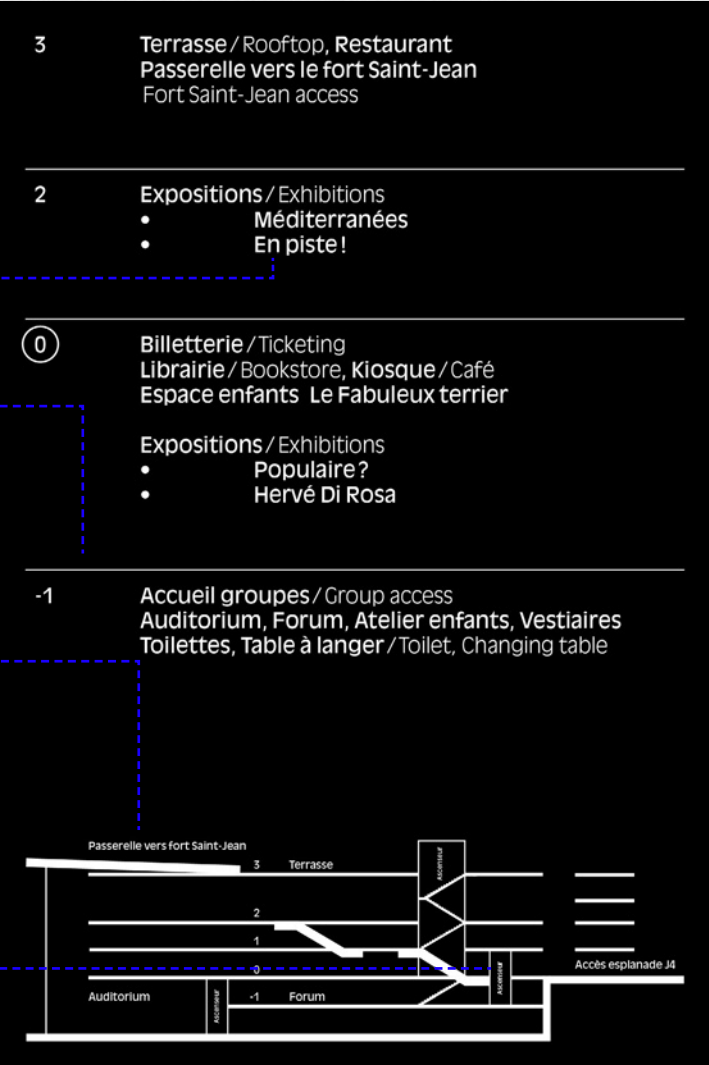 3
Terrasse / Rooftop, Restaurant
Passerelle vers le fort Saint-Jean
Fort Saint-Jean access
2
Expositions / Exhibitions
• Méditerranées
• En piste !
0
Billetterie / Ticketing
Librairie / Bookstore, Kiosque / Café
Espace enfants Le Fabuleux terrier
Expositions / Exhibitions
• Populaire ?
• Hervé Di Rosa
-1
Accueil groupes / Group access
Auditorium, Forum, Atelier enfants, Vestiaires
Toilettes, Table à langer / Toilet, Changing table
Passerelle vers fort Saint-Jean
3 Terrasse
Ascenseur
2
1
0
Accès esplanade J4
Ascenseur
Auditorium
Ascenseur
-1 Forum